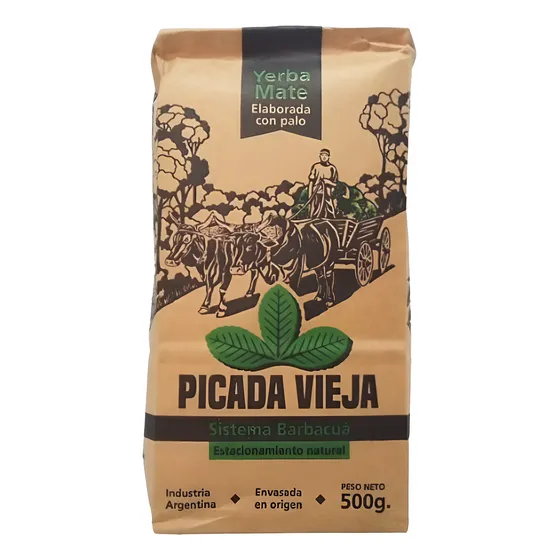 Yerba
Mate
Elaborada
con palo
PICADA VIEJA
Sistema Barbacuá
Estacionamiento natural
Industria
Argentina
Envasada
en origen
PESO NETO
500g.